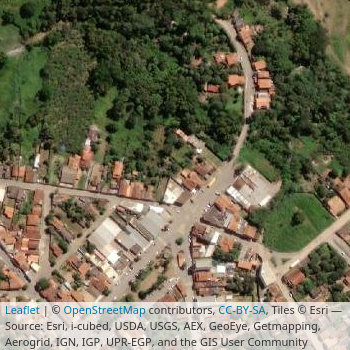 Leaflet | © OpenStreetMap contributors, CC-BY-SA, Tiles © Esri —
Source: Esri, i-cubed, USDA, USGS, AEX, GeoEye, Getmapping,
Aerogrid, IGN, IGP, UPR-EGP, and the GIS User Community